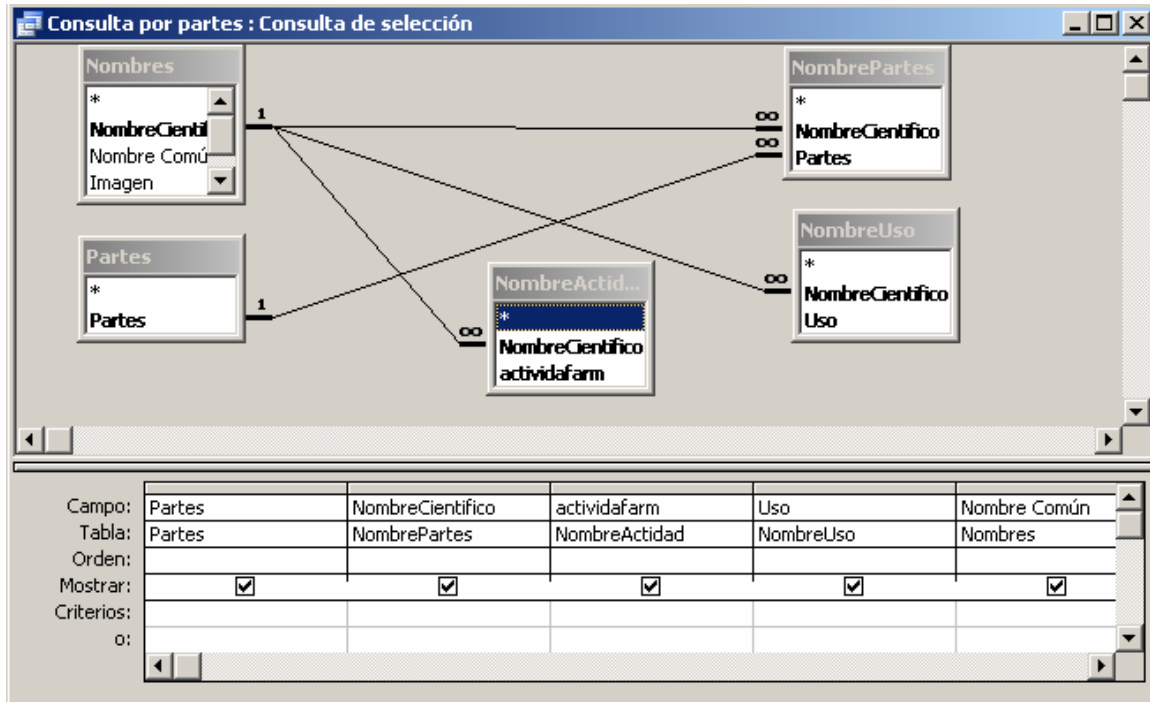 Consulta por partes : Consulta de selección
Nombres
*
NombreCientif
Nombre Comú
Imagen
NombrePartes
*
NombreCientifico
Partes
Partes
*
Partes
NombreActid...
*
NombreCientifico
actividafarm
NombreUso
*
NombreCientifico
Uso
1
∞
∞
1
∞
∞
Campo: Partes NombreCientifico actividafarm Uso Nombre Común
Tabla: Partes NombrePartes NombreActidad NombreUso Nombres
Orden:
Mostrar:
Criterios:
o: